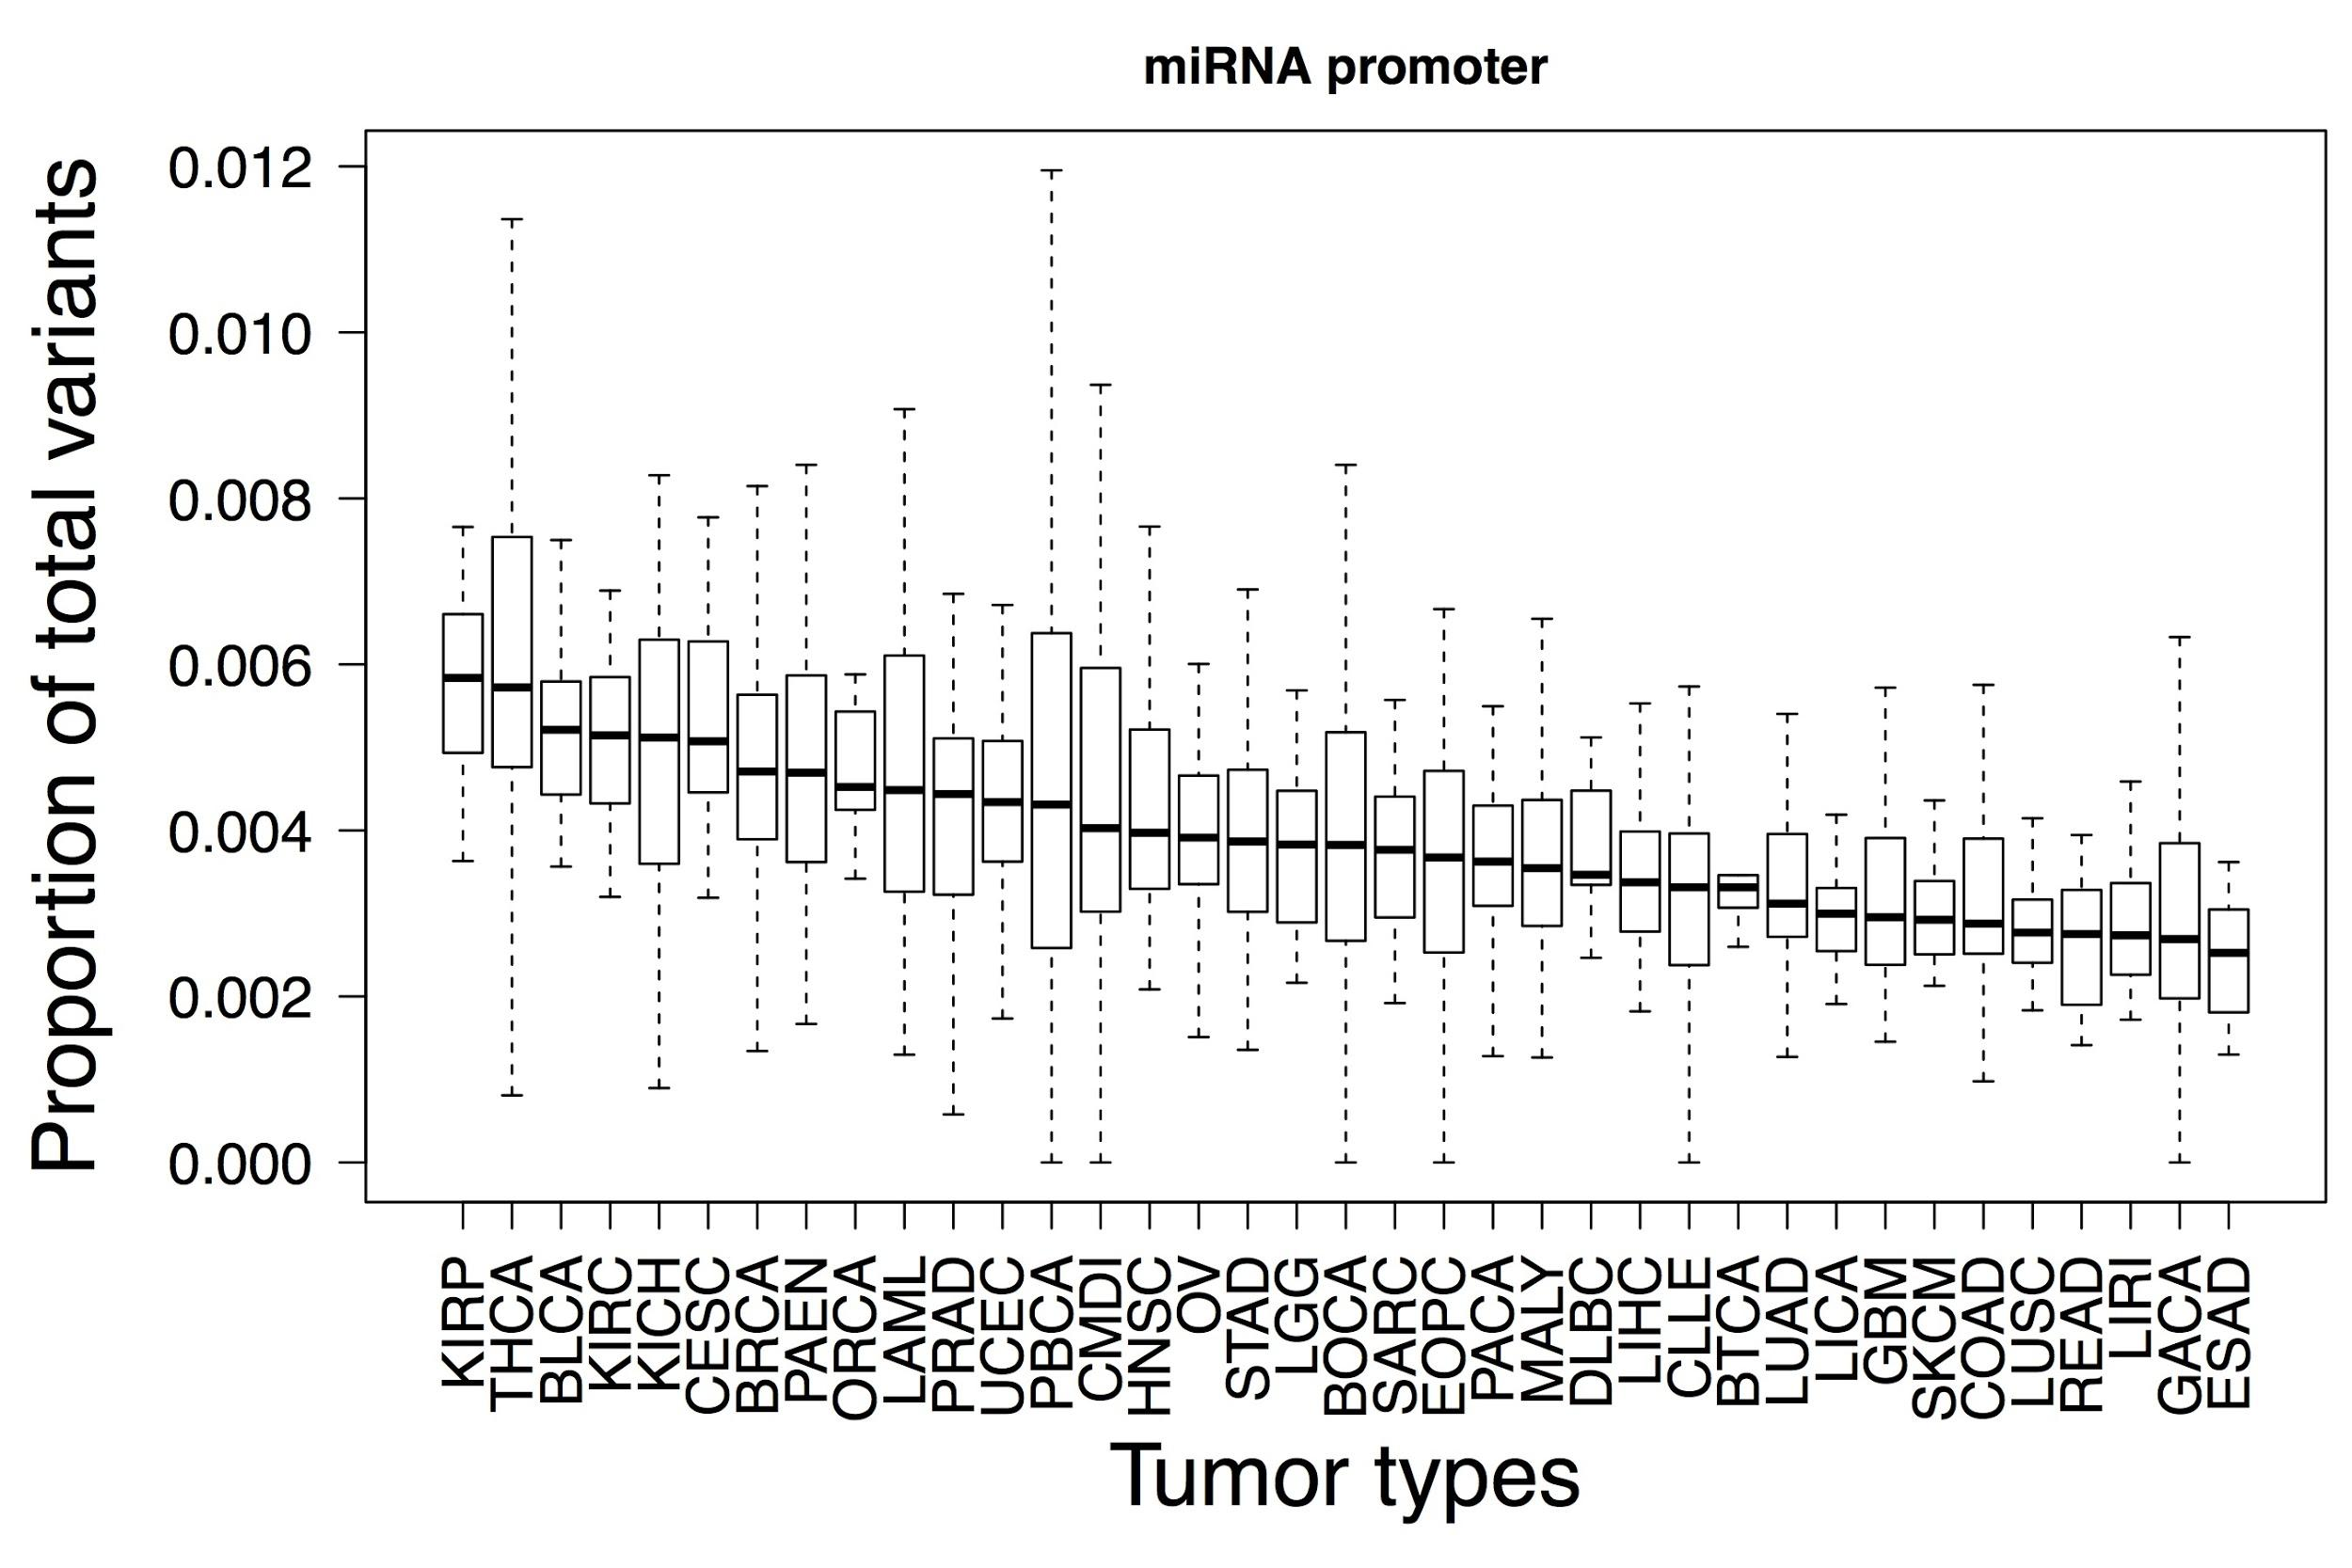 miRNA promoter
Proportion of total variants
0.012
0.010
0.008
0.006
0.004
0.002
0.000
KIRP
THCA
BLCA
KIRC
KICH
CESC
BRCA
PAEN
ORCA
LAML
PRAD
UCEC
PBCA
CMDI
HNSC
OV
STAD
LGG
BOCA
SARC
EOPC
PACA
MALY
DLBC
LIHC
CLLE
BTCA
LUAD
LICA
GBM
SKCM
COAD
LUSC
READ
LIRI
GACA
ESAD
Tumor types